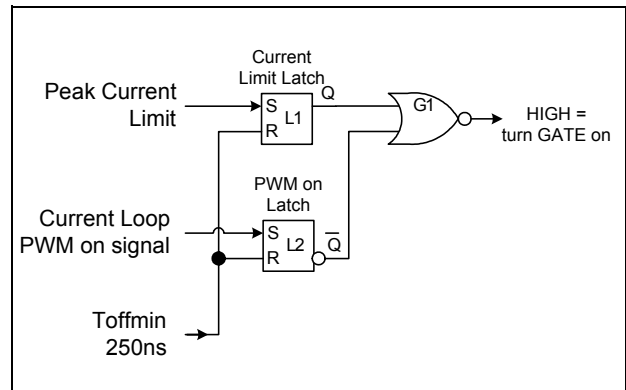 Current
Limit Latch
Q
Peak Current
Limit
S
R
L1
G1
HIGH =
turn GATE on
PWM on
Latch
Current Loop
PWM on signal
S
R
L2
Q̅
Toffmin
250ns